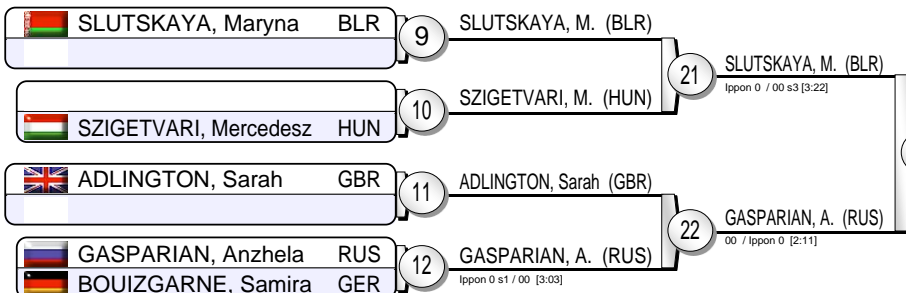 SLUTSKAYA, Maryna BLR
9
SLUTSKAYA, M. (BLR)
21
SLUTSKAYA, M. (BLR)
Ippon 0 / 00 s3 [3:22]
10
SZIGETVARI, M. (HUN)
SZIGETVARI, Mercedesz HUN
ADLINGTON, Sarah GBR
11
ADLINGTON, Sarah (GBR)
22
GASPARIAN, A. (RUS)
00 / Ippon 0 [2:11]
GASPARIAN, Anzhela RUS
12
GASPARIAN, A. (RUS)
Ippon 0 s1 / 00 [3:03]
BOUIZGARNE, Samira GER